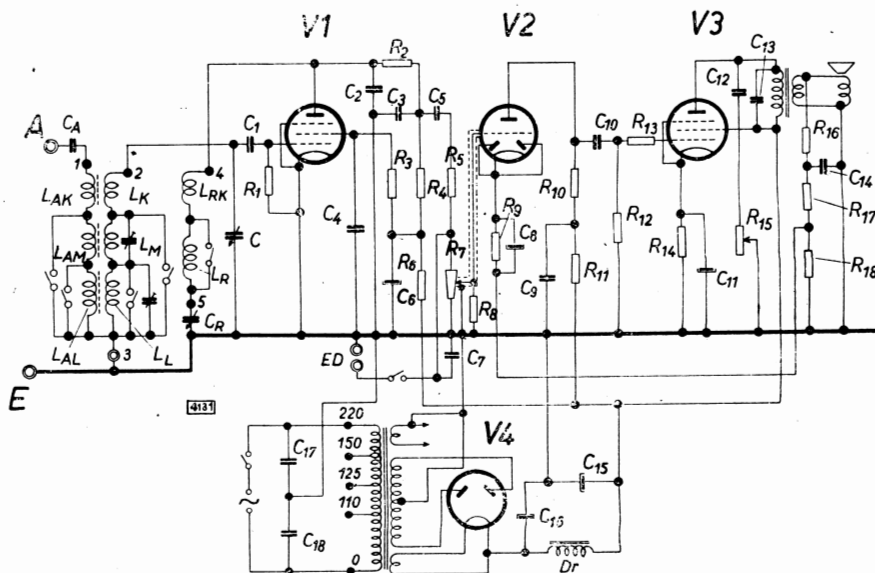 V1
V2
V3
R2
C13
C12
C2
C3
C5
A
CA
C1
C10
R13
1
2
4
R3
R4
R5
R10
R16
C14
LAK
LK
LRK
R1
R17
LAM
LM
C
C4
R6
C6
R7
R9
C8
R12
R14
C11
R15
LR
C9
R11
R18
5
CR
R8
LAL
LL
3
ED
C7
E
4131
220
150
125
110
0
C17
C18
V4
C15
C16
Dr